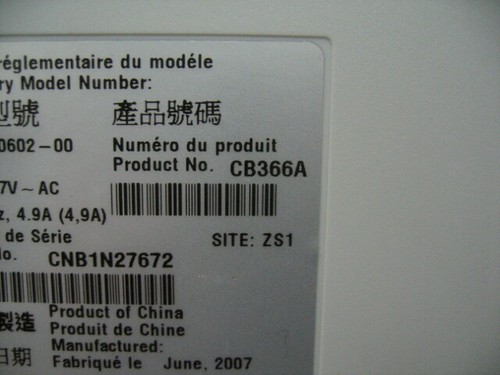 réglementaire du modéle
ry Model Number:
型號 產品號碼
0602-00 Numéro du produit
Product No. CB366A
7V ~ AC
z, 4.9A (4,9A)
de Série SITE: ZS1
No. CNB1N27672
製造 Product of China
Produit de Chine
日期 Manufactured:
Fabriqué le June, 2007